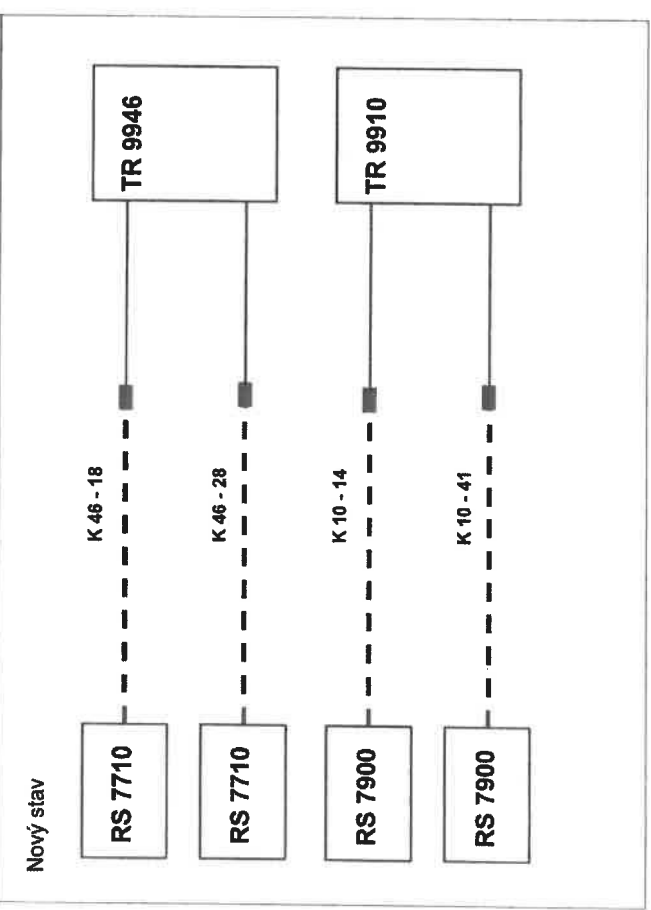 Nový stav
RS 7710
K 46 - 18
TR 9946
RS 7710
K 46 - 28
RS 7900
K 10 - 14
TR 9910
RS 7900
K 10 - 41